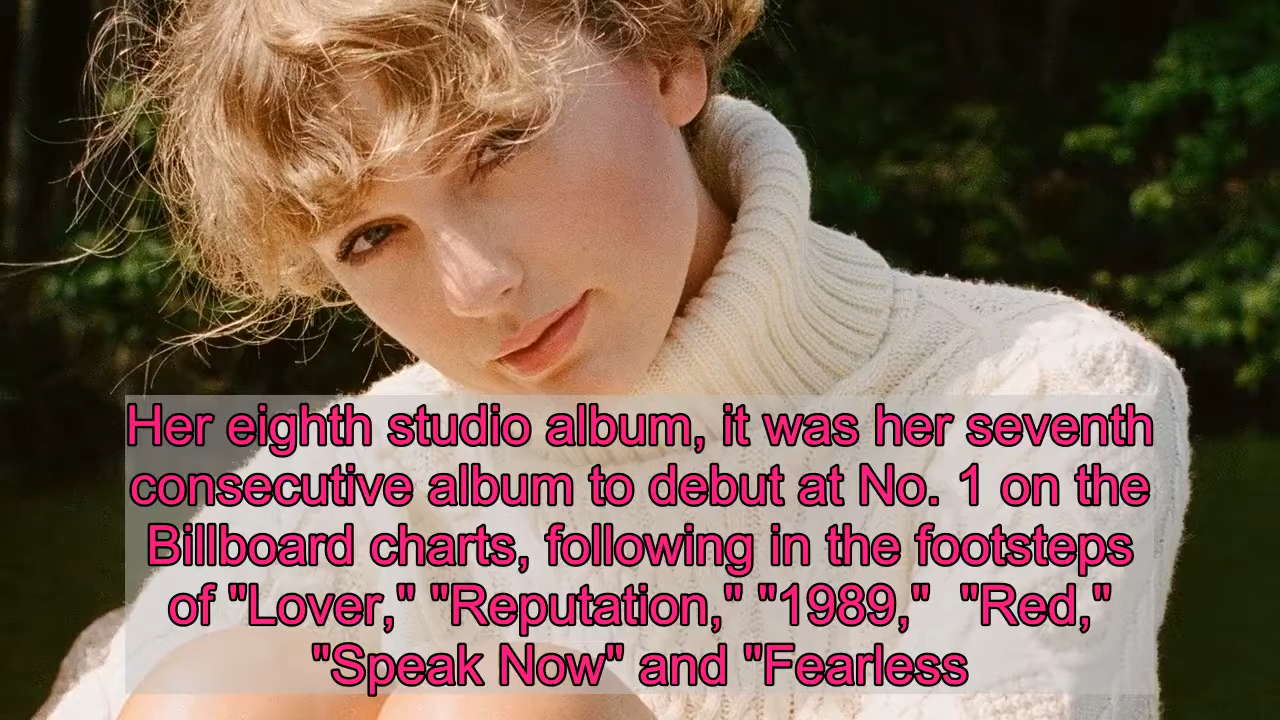 Her eighth studio album, it was her seventh
consecutive album to debut at No. 1 on the
Billboard charts, following in the footsteps
of "Lover," "Reputation," "1989,"  "Red,"
"Speak Now" and "Fearless